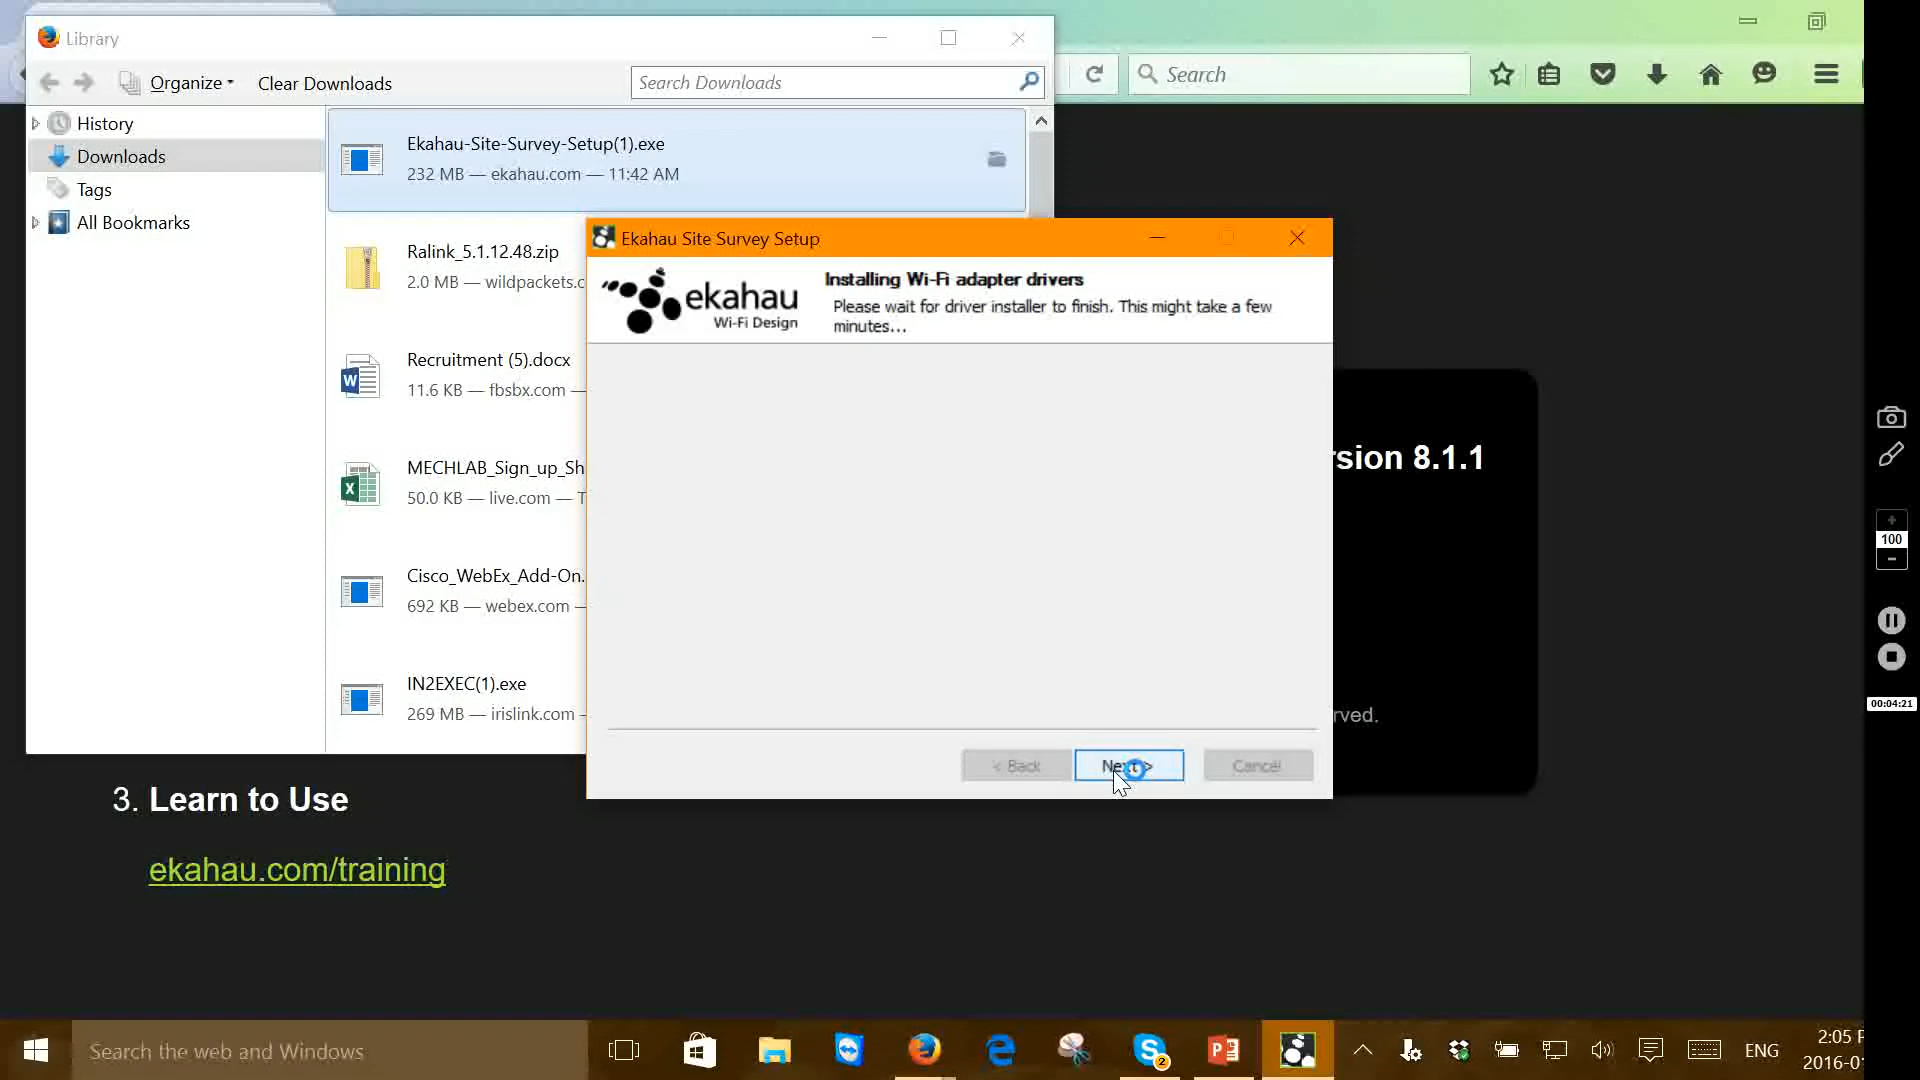 Library
Organize
Clear Downloads
Search Downloads
Search
History
Downloads
Tags
All Bookmarks
Ekahau-Site-Survey-Setup(1).exe
232 MB — ekahau.com — 11:42 AM
Ralink_5.1.12.48.zip
2.0 MB — wildpackets.c
Recruitment (5).docx
11.6 KB — fbsbx.com —
MECHLAB_Sign_up_Sh
50.0 KB — live.com — T
Cisco_WebEx_Add-On.
692 KB — webex.com —
IN2EXEC(1).exe
269 MB — irislink.com —
Ekahau Site Survey Setup
ekahau
Wi-Fi Design
Installing Wi-Fi adapter drivers
Please wait for driver installer to finish. This might take a few
minutes...
< Back
Next >
Cancel
rsion 8.1.1
rved.
100
00:04:21
3. Learn to Use
ekahau.com/training
Search the web and Windows
2
ENG
2:05 P
2016-01